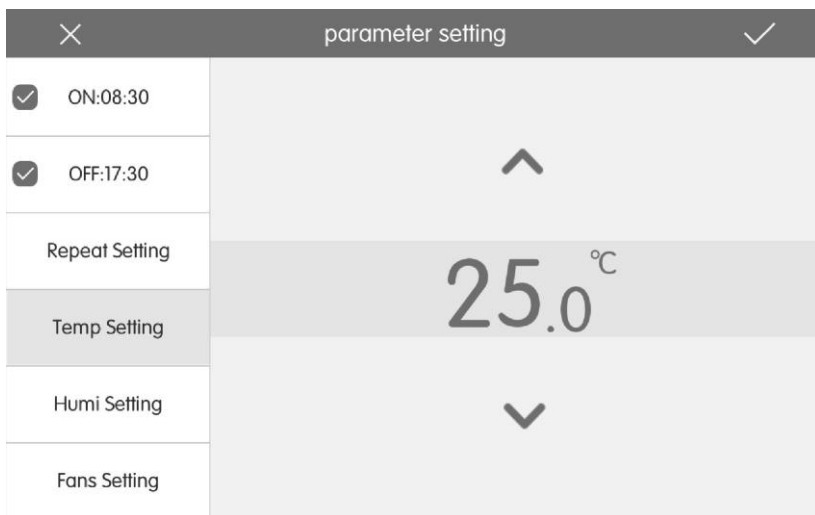 parameter setting
ON:08:30
OFF:17:30
Repeat Setting
Temp Setting
Humi Setting
Fans Setting
25.0℃